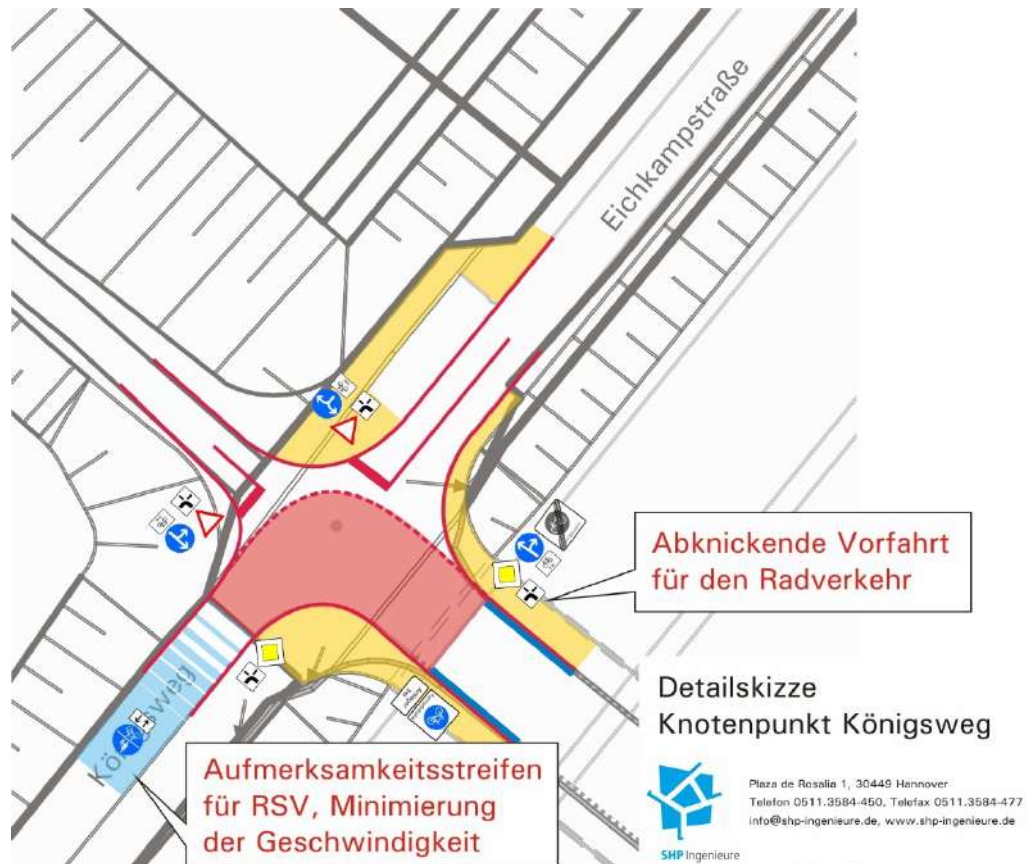 Eichkampstraße
Abknickende Vorfahrt
für den Radverkehr
Detailskizze
Knotenpunkt Königsweg
Aufmerksamkeitsstreifen
für RSV, Minimierung
der Geschwindigkeit
Plaza de Rosalia 1, 30449 Hannover
Telefon 0511.3584-450, Telefax 0511.3584-477
info@shp-ingenieure.de, www.shp-ingenieure.de
SHP Ingenieure